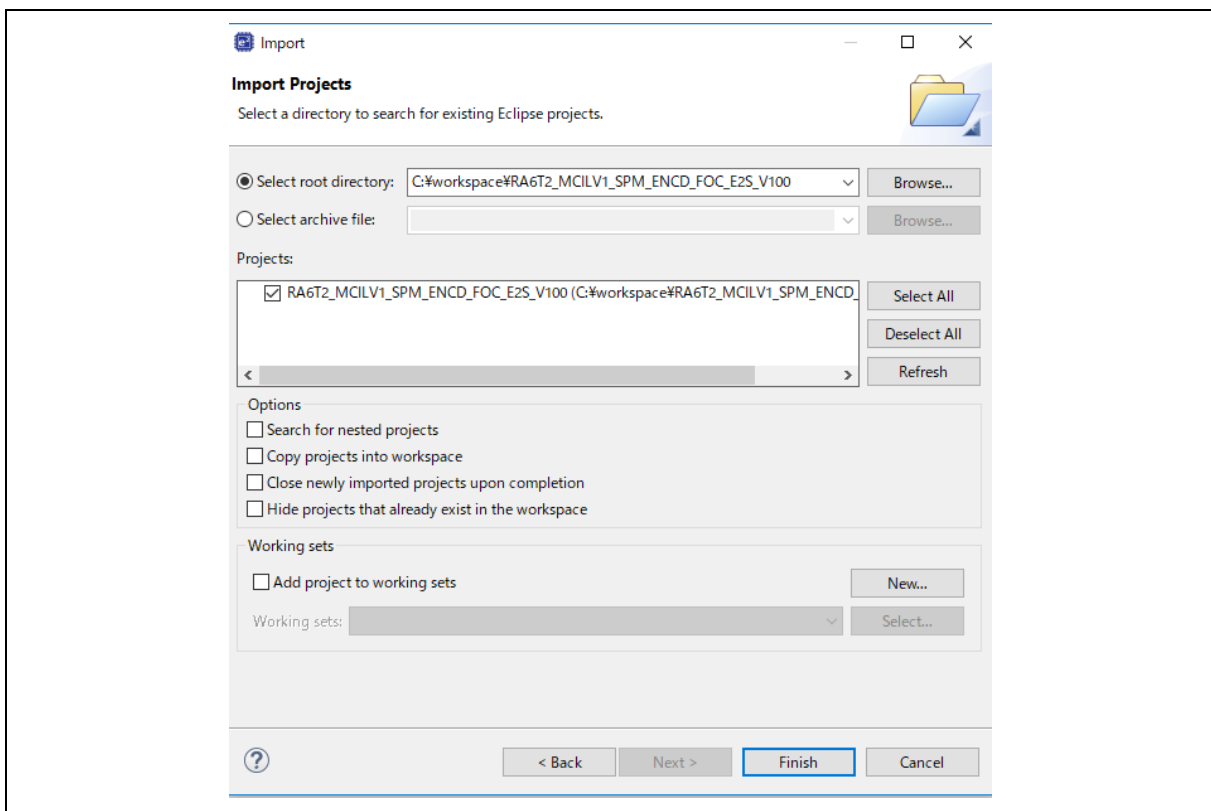 Import
Import Projects
Select a directory to search for existing Eclipse projects.
Select root directory: C:¥workspace¥RA6T2_MCILV1_SPM_ENCD_FOC_E2S_V100 Browse...
Select archive file: Browse...
Projects:
RA6T2_MCILV1_SPM_ENCD_FOC_E2S_V100 (C:¥workspace¥RA6T2_MCILV1_SPM_ENCD_ Select All
Deselect All
Refresh
Options
Search for nested projects
Copy projects into workspace
Close newly imported projects upon completion
Hide projects that already exist in the workspace
Working sets
Add project to working sets New...
Working sets: Select...
? < Back Next > Finish Cancel